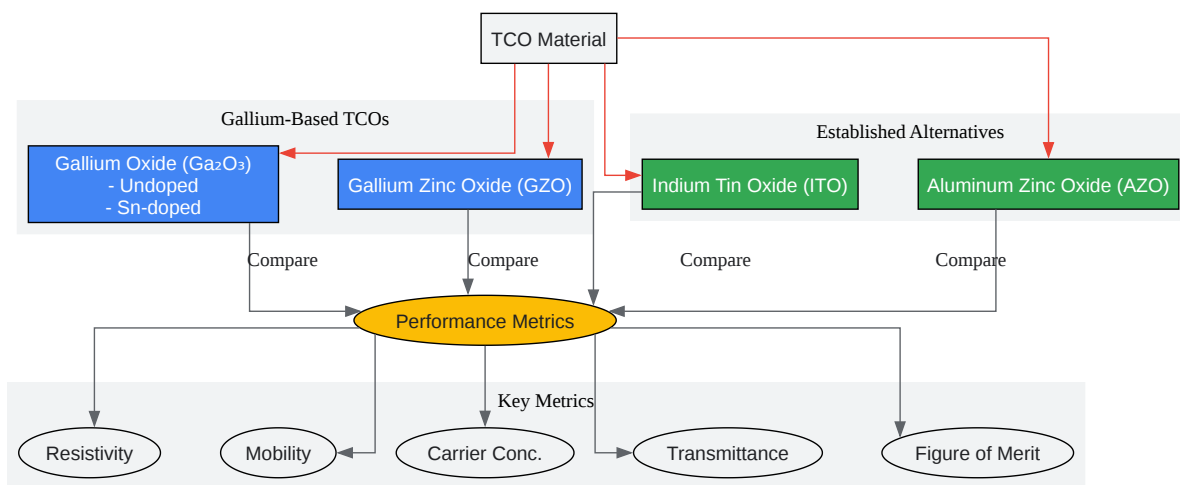 TCO Material
Gallium-Based TCOs
Established Alternatives
Gallium Oxide (Ga₂O₃)
- Undoped
- Sn-doped
Gallium Zinc Oxide (GZO)
Indium Tin Oxide (ITO)
Aluminum Zinc Oxide (AZO)
Compare
Compare
Compare
Compare
Performance Metrics
Key Metrics
Resistivity
Mobility
Carrier Conc.
Transmittance
Figure of Merit